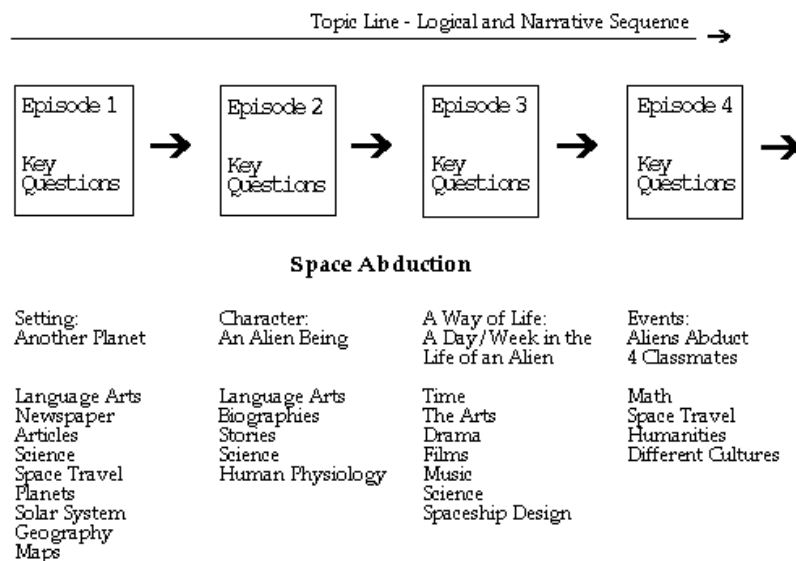 Topic Line - Logical and Narrative Sequence
Episode 1
Key
Questions
Episode 2
Key
Questions
Episode 3
Key
Questions
Episode 4
Key
Questions
Space Abduction
Setting:
Another Planet
Language Arts
Newspaper
Articles
Science
Space Travel
Planets
Solar System
Geography
Maps
Character:
An Alien Being
Language Arts
Biographies
Stories
Science
Human Physiology
A Way of Life:
A Day/Week in the
Life of an Alien
Time
The Arts
Drama
Films
Music
Science
Spaceship Design
Events:
Aliens Abduct
4 Classmates
Math
Space Travel
Humanities
Different Cultures